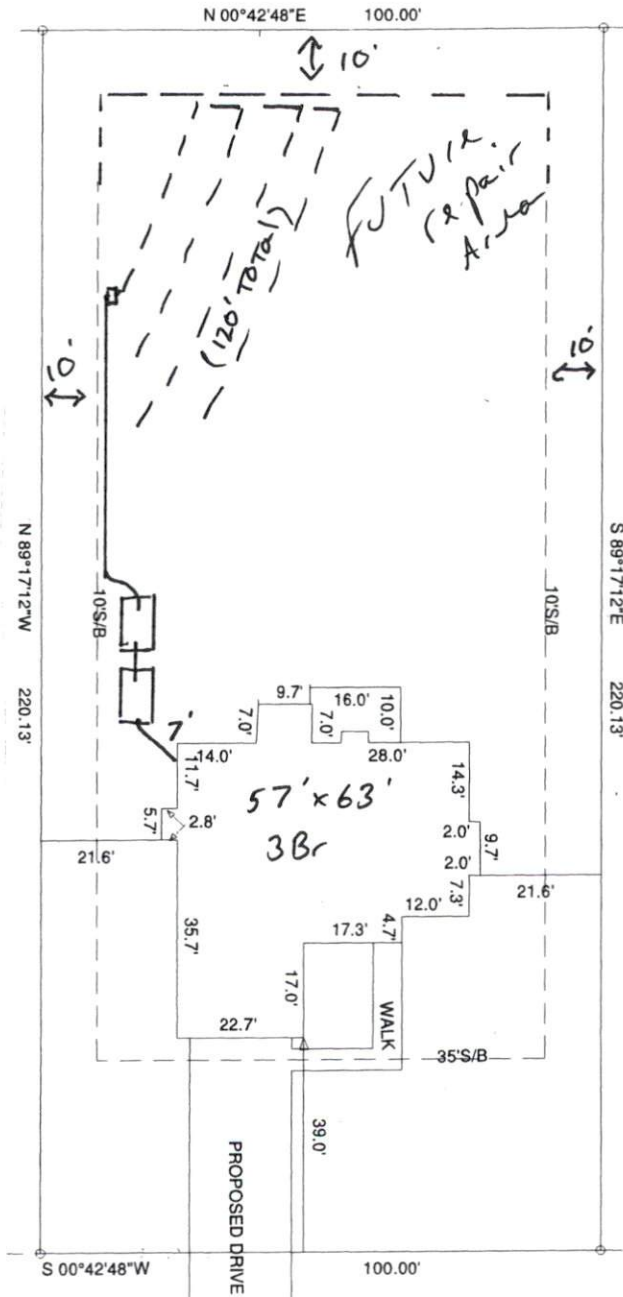 N 00°42'48"E
100.00'
10'
FUTURE
repair
Area
(120' TOTAl)
10'
10'
N 89°17'12"W
220.13'
S 89°17'12"E
220.13'
10'S/B
10'S/B
7'
9.7'
16.0'
10.0'
7.0'
7.0'
14.0'
28.0'
11.7'
14.3'
57' x 63'
3 Br
5.7'
2.8'
2.0'
9.7'
2.0'
21.6'
21.6'
7.3'
12.0'
4.7'
17.3'
35.7'
17.0'
WALK
22.7'
35'S/B
39.0'
PROPOSED DRIVE
S 00°42'48"W
100.00'